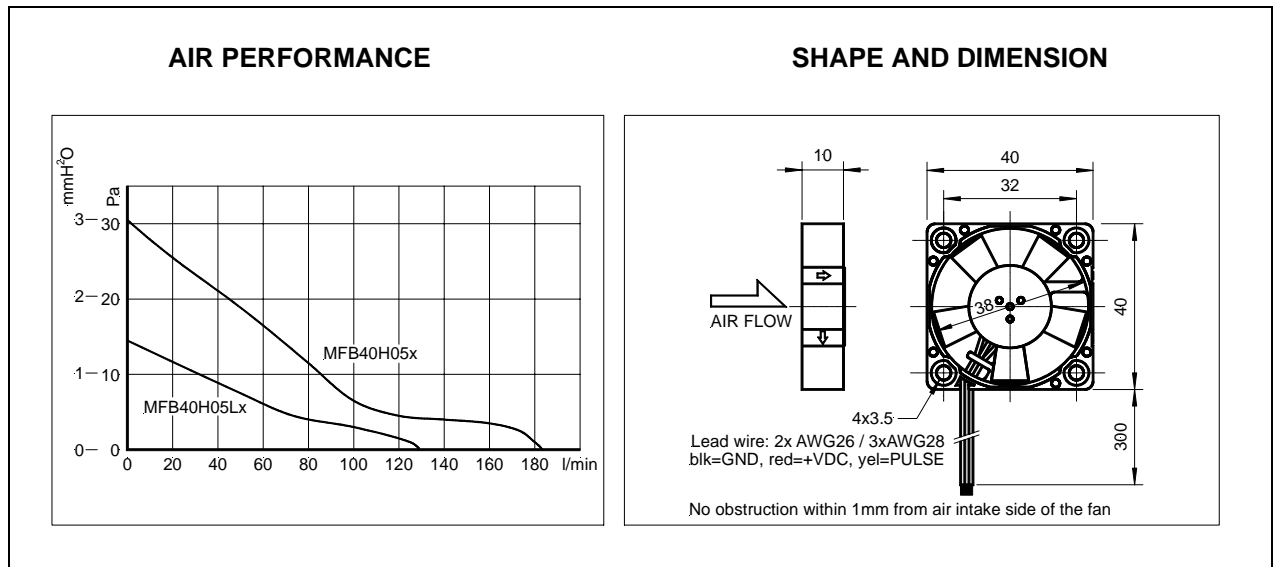 AIR PERFORMANCE
mmH²O
Pa
3 30
2 20
1 10
0 0
MFB40H05x
MFB40H05Lx
0 20 40 60 80 100 120 140 160 180 l/min
SHAPE AND DIMENSION
10
40
32
AIR FLOW
38
40
4x3.5
300
Lead wire: 2x AWG26 / 3xAWG28
blk=GND, red=+VDC, yel=PULSE
No obstruction within 1mm from air intake side of the fan